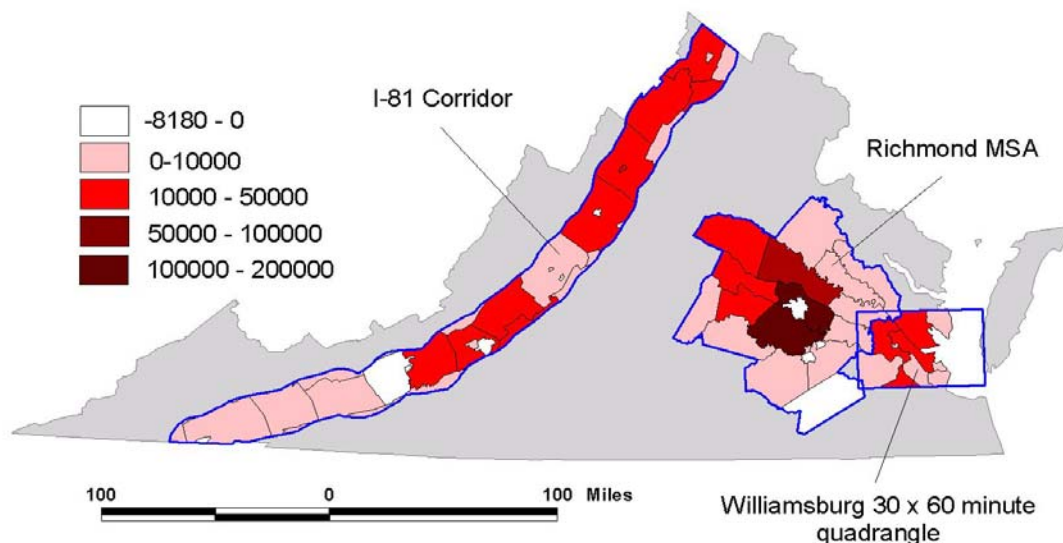 I-81 Corridor
-8180 - 0
0-10000
10000 - 50000
50000 - 100000
100000 - 200000
Richmond MSA
100 0 100 Miles
Williamsburg 30 x 60 minute
quadrangle